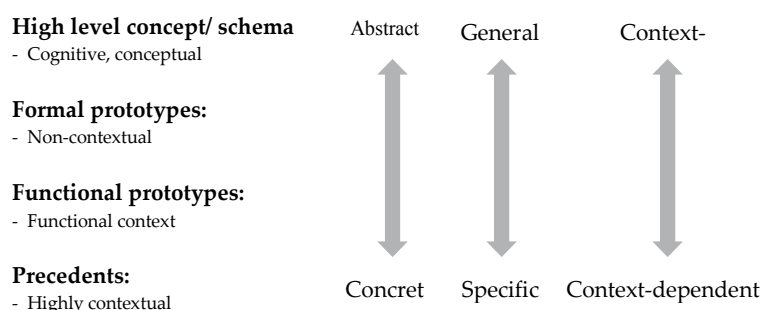 High level concept/ schema
- Cognitive, conceptual
Formal prototypes:
- Non-contextual
Functional prototypes:
- Functional context
Precedents:
- Highly contextual
Abstract General Context-
Concret Specific Context-dependent